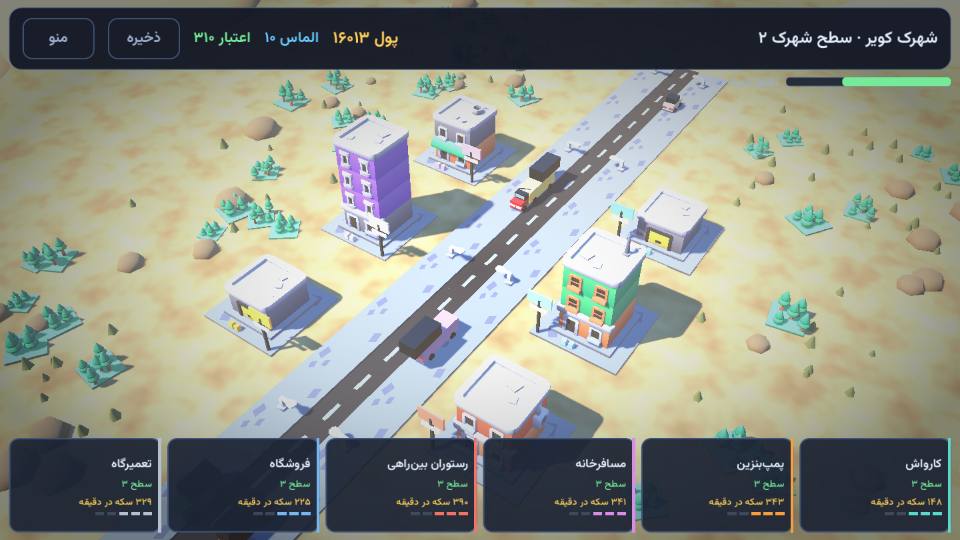 شهرک کویر · سطح شهرک ۲
پول ۱۶۰۱۳
الماس ۱۰
اعتبار ۳۱۰
ذخیره
منو
کارواش
سطح ۳
۱۴۸ سکه در دقیقه
پمپ‌بنزین
سطح ۳
۳۴۳ سکه در دقیقه
مسافرخانه
سطح ۳
۳۴۱ سکه در دقیقه
رستوران بین‌راهی
سطح ۳
۳۹۰ سکه در دقیقه
فروشگاه
سطح ۳
۲۲۵ سکه در دقیقه
تعمیرگاه
سطح ۳
۳۲۹ سکه در دقیقه